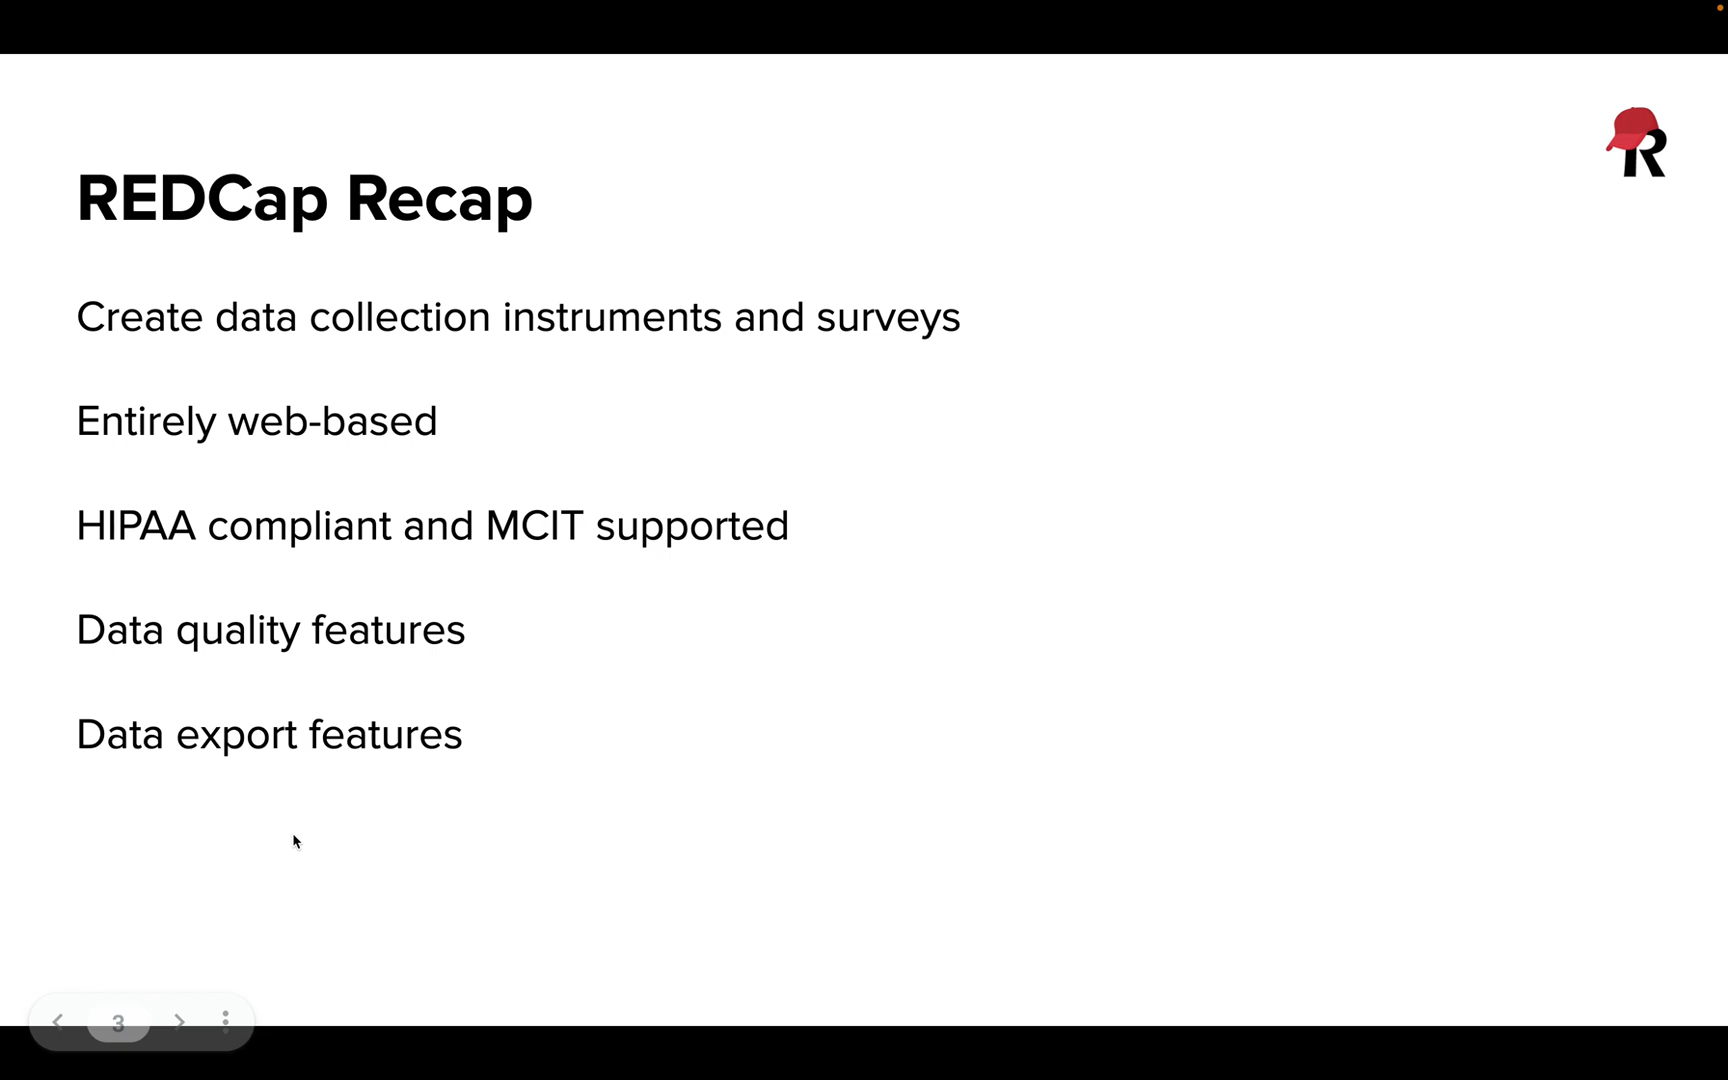 R
REDCap Recap
Create data collection instruments and surveys
Entirely web-based
HIPAA compliant and MCIT supported
Data quality features
Data export features
3